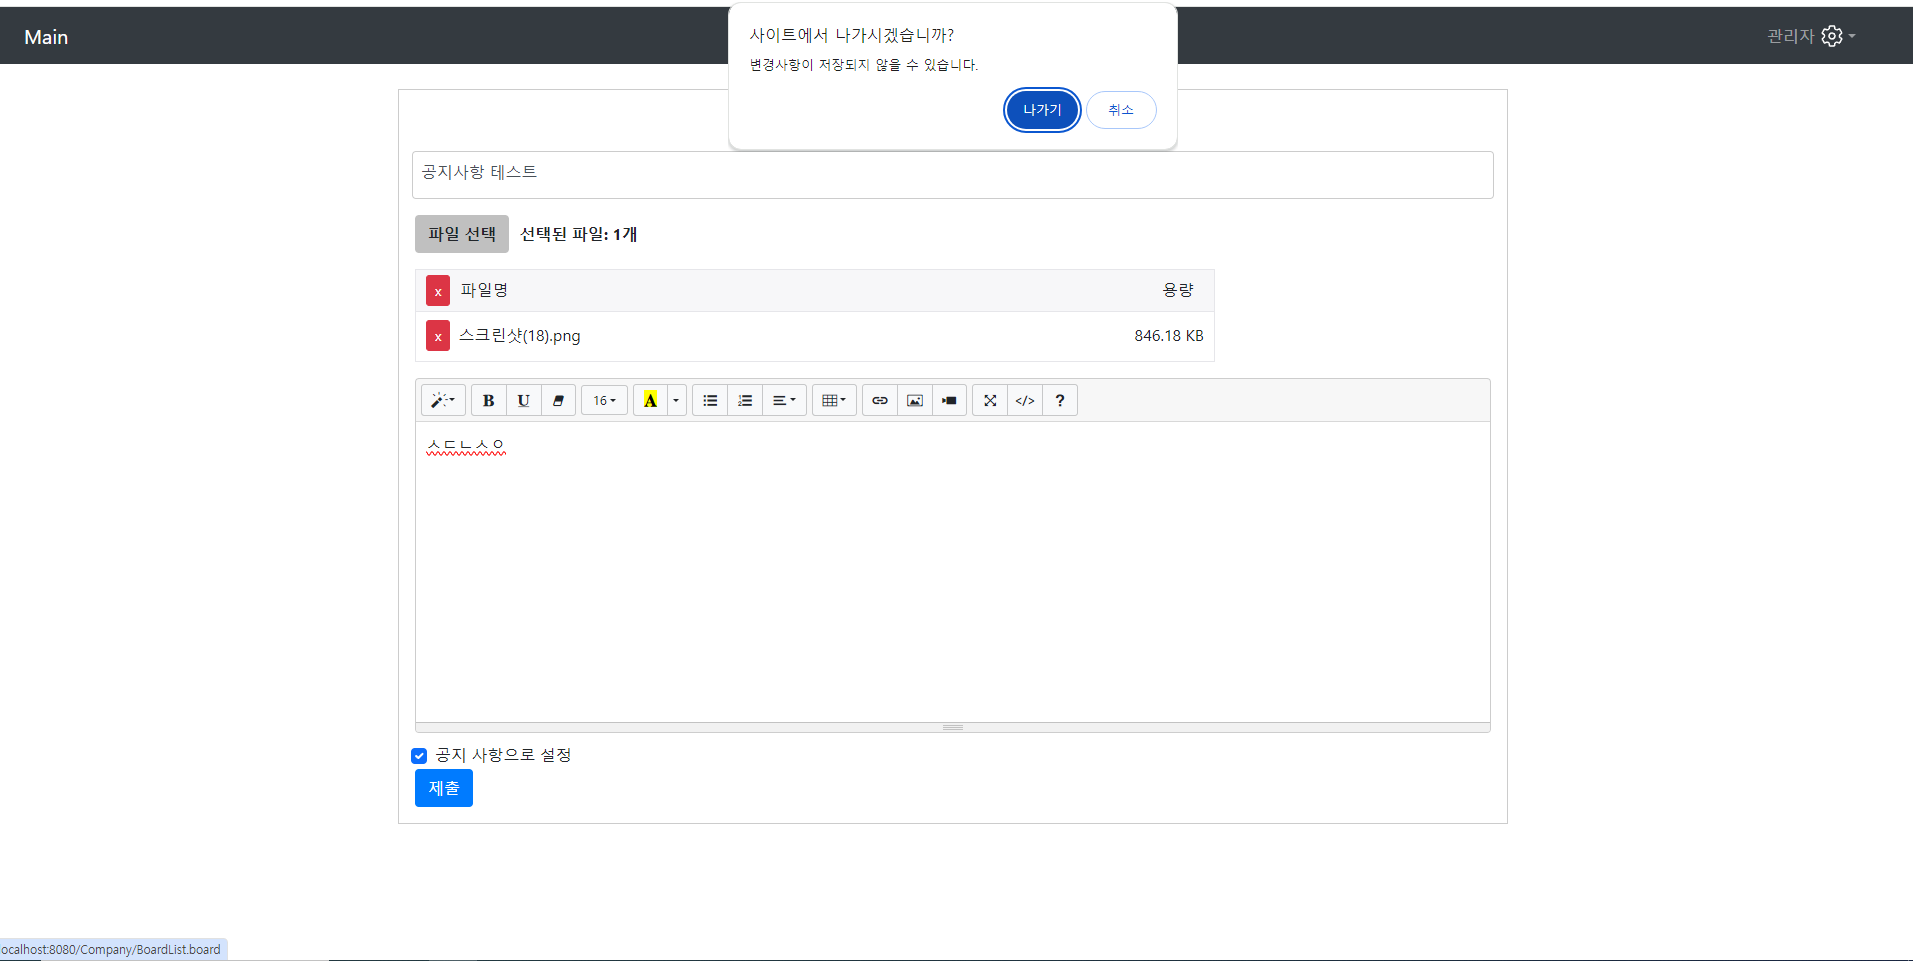 Main
관리자
사이트에서 나가시겠습니까?
변경사항이 저장되지 않을 수 있습니다.
나가기 취소
공지사항 테스트
파일 선택 선택된 파일: 1개
x 파일명 용량
x 스크린샷(18).png 846.18 KB
B U 16 A </> ?
ㅅㄷㄴㅅㅇ
공지 사항으로 설정
제출
localhost:8080/Company/BoardList.board